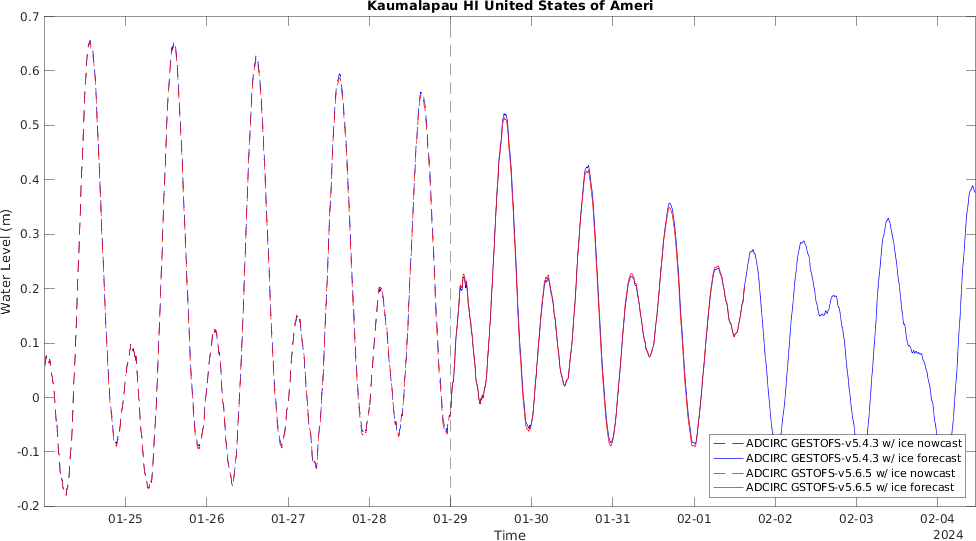 Kaumalapau HI United States of Ameri
0.7
0.6
0.5
0.4
0.3
0.2
0.1
0
-0.1
-0.2
Water Level (m)
ADCIRC GESTOFS-v5.4.3 w/ ice nowcast
ADCIRC GESTOFS-v5.4.3 w/ ice forecast
ADCIRC GSTOFS-v5.6.5 w/ ice nowcast
ADCIRC GSTOFS-v5.6.5 w/ ice forecast
01-25 01-26 01-27 01-28 01-29 01-30 01-31 02-01 02-02 02-03 02-04
Time
2024